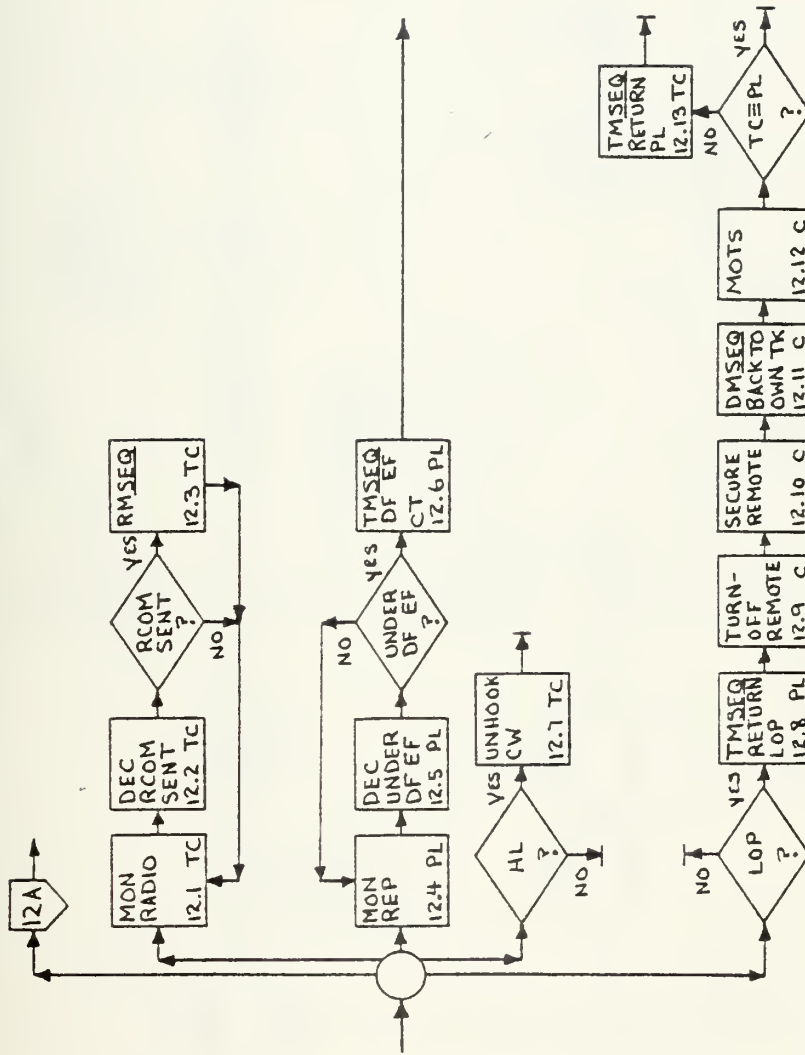 12A
MON
RADIO
12.1 TC
DEC
RCOM
SENT
12.2 TC
RCOM
SENT
?
YES
NO
RMSEQ
12.3 TC
MON
REP
12.4 PL
DEC
UNDER
DF EF
12.5 PL
UNDER
DF EF
?
NO
YES
TMSEQ
DF EF
CT
12.6 PL
HL
?
YES
NO
UNHOOK
CW
12.7 TC
LOP
?
NO
YES
TMSEQ
RETURN
LOP
12.8 PL
TURN-
OFF
REMOTE
12.9 C
SECURE
REMOTE
12.10 C
DMSEQ
BACK TO
OWN TK
12.11 C
MOTS
12.12 C
TC≡PL
?
NO
YES
TMSEQ
RETURN
PL
12.13 TC